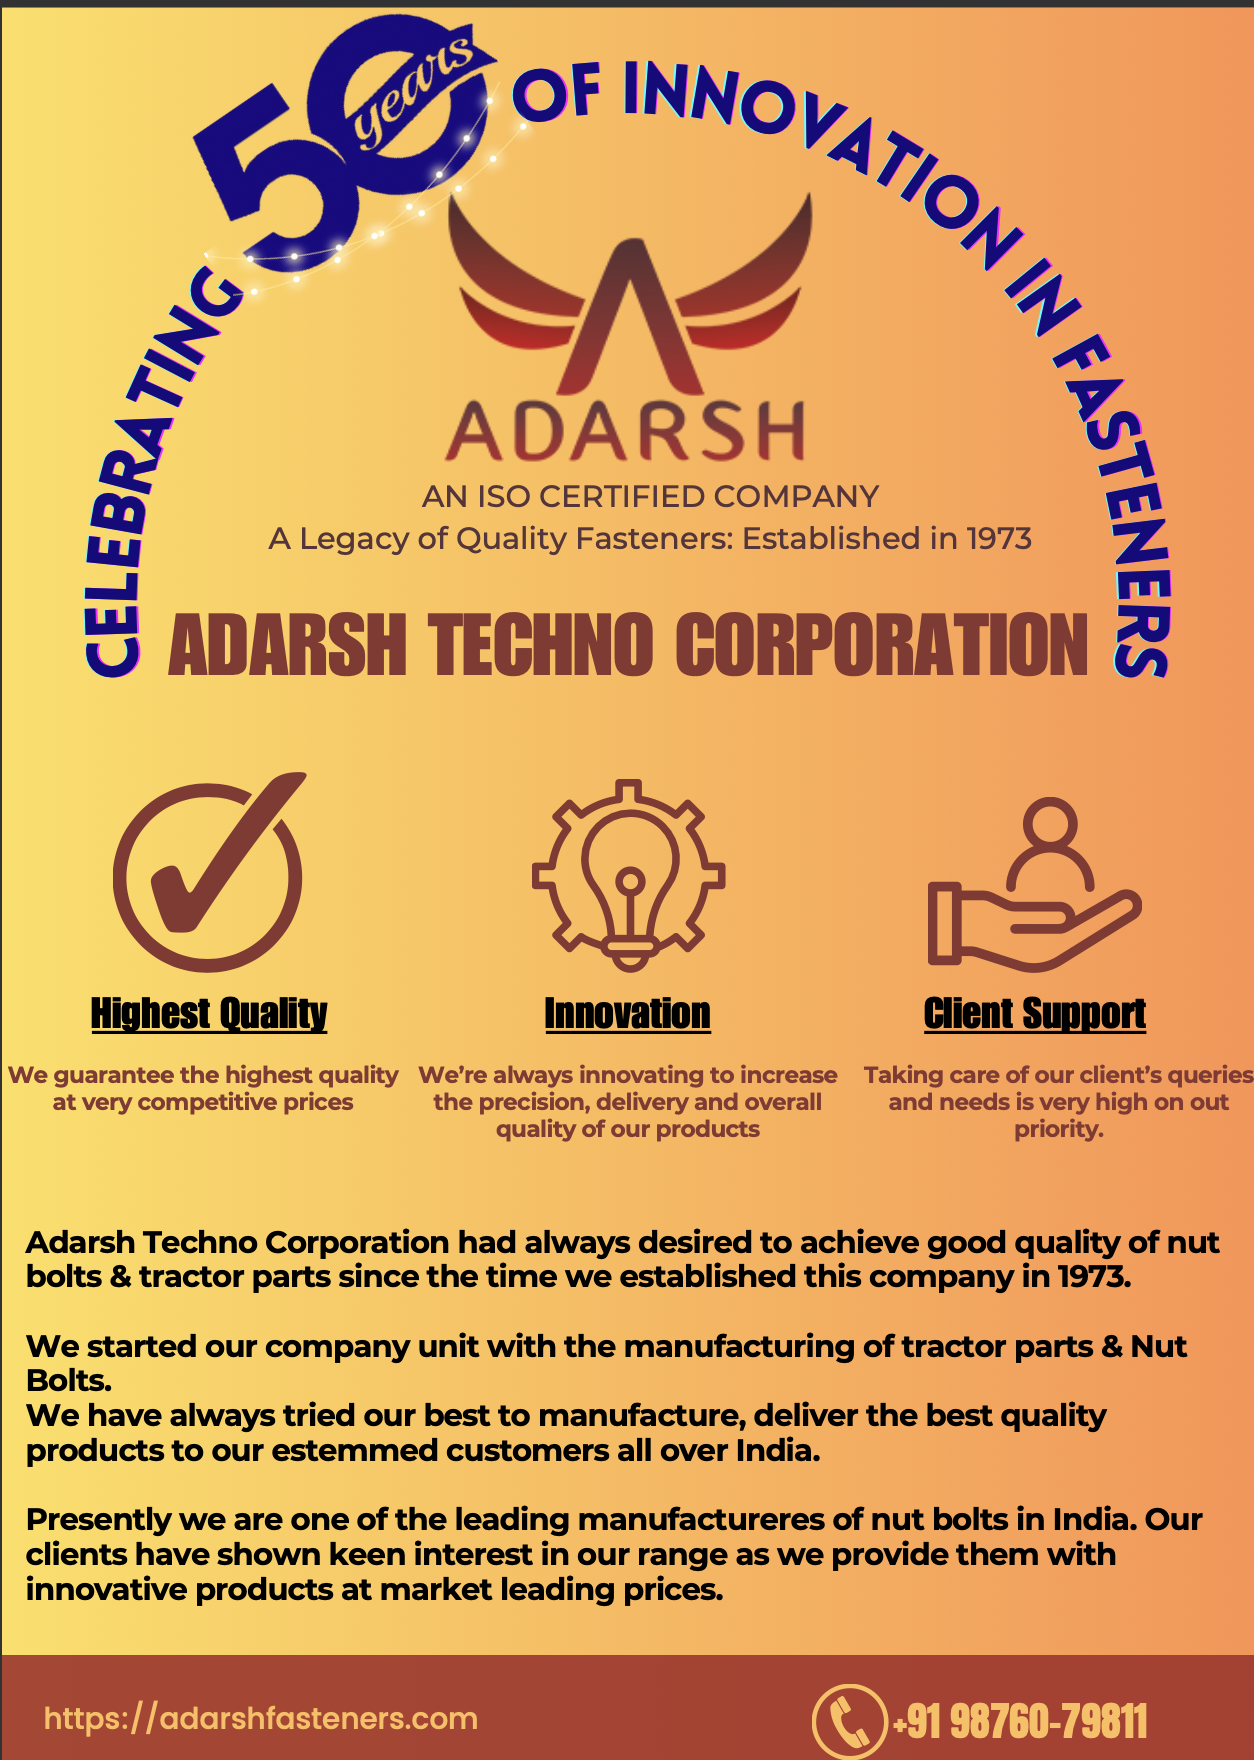 CELEBRATING 50 years OF INNOVATION IN FASTENERS
ADARSH
AN ISO CERTIFIED COMPANY
A Legacy of Quality Fasteners: Established in 1973
ADARSH TECHNO CORPORATION
Highest Quality
We guarantee the highest quality
at very competitive prices
Innovation
We’re always innovating to increase
the precision, delivery and overall
quality of our products
Client Support
Taking care of our client’s queries
and needs is very high on out
priority.
Adarsh Techno Corporation had always desired to achieve good quality of nut
bolts & tractor parts since the time we established this company in 1973.
We started our company unit with the manufacturing of tractor parts & Nut
Bolts.
We have always tried our best to manufacture, deliver the best quality
products to our estemmed customers all over India.
Presently we are one of the leading manufactureres of nut bolts in India. Our
clients have shown keen interest in our range as we provide them with
innovative products at market leading prices.
https://adarshfasteners.com
+91 98760-79811